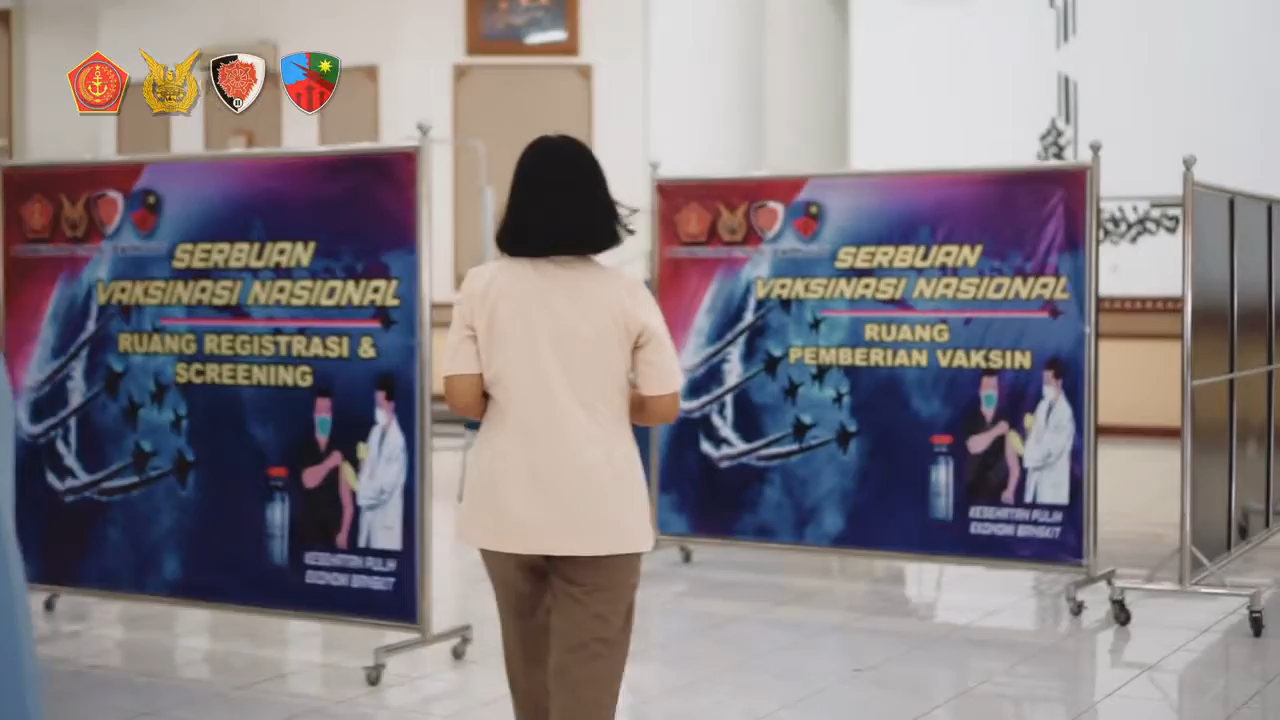 SERBUAN
VAKSINASI NASIONAL
RUANG REGISTRASI &
SCREENING
KESEHATAN PULIH
EKONOMI BANGKIT
SERBUAN
VAKSINASI NASIONAL
RUANG
PEMBERIAN VAKSIN
KESEHATAN PULIH
EKONOMI BANGKIT